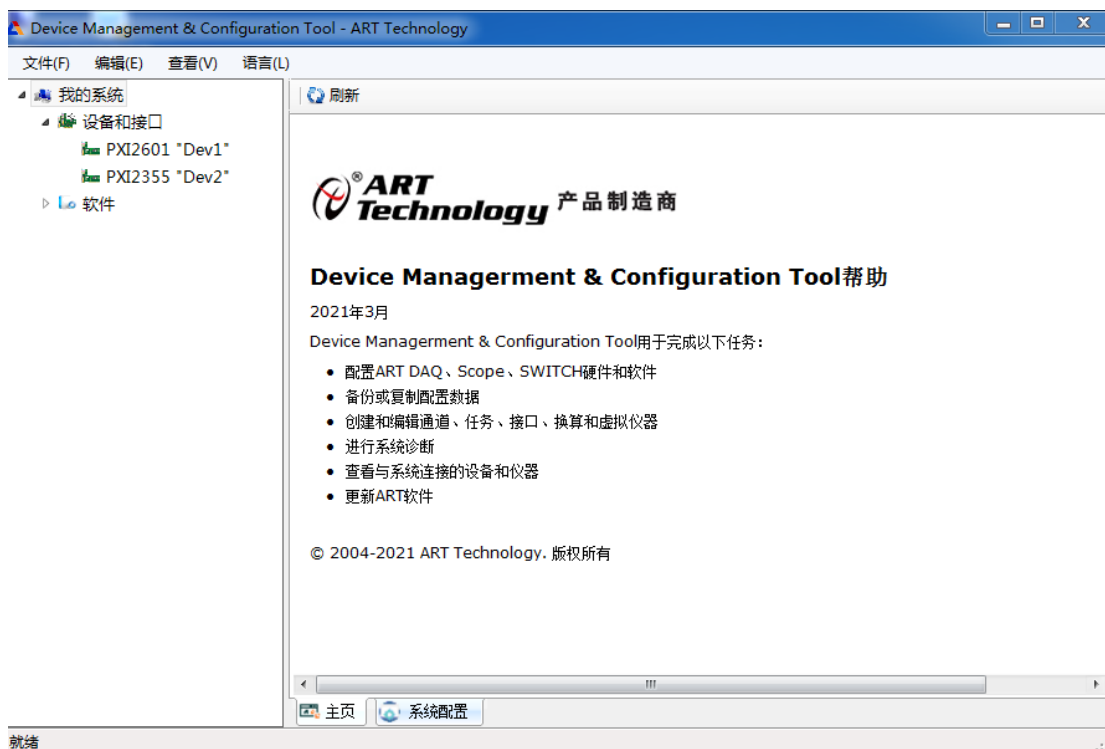 Device Management & Configuration Tool - ART Technology
文件(F) 编辑(E) 查看(V) 语言(L)
我的系统
设备和接口
PXI2601 "Dev1"
PXI2355 "Dev2"
软件
刷新
®ART
Technology 产品制造商
Device Managerment & Configuration Tool帮助
2021年3月
Device Managerment & Configuration Tool用于完成以下任务：
• 配置ART DAQ、Scope、SWITCH硬件和软件
• 备份或复制配置数据
• 创建和编辑通道、任务、接口、换算和虚拟仪器
• 进行系统诊断
• 查看与系统连接的设备和仪器
• 更新ART软件
© 2004-2021 ART Technology. 版权所有
主页 系统配置
就绪